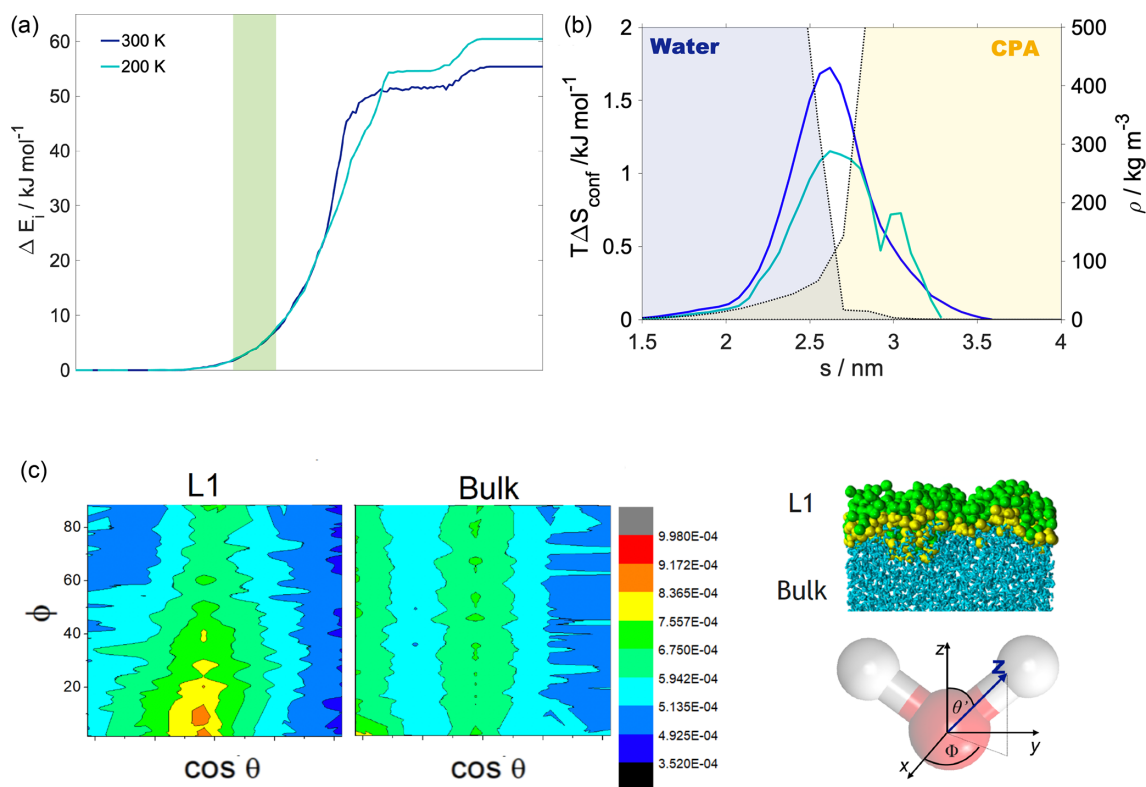 (a)
300 K
200 K
60
50
40
30
20
10
0
Δ E_i / kJ mol⁻¹
(b)
Water
CPA
2
1.5
1
0.5
0
TΔS_conf /kJ mol⁻¹
500
400
300
200
100
0
ρ / kg m⁻³
1.5 2 2.5 3 3.5 4
s / nm
(c)
L1
Bulk
80
60
40
20
ϕ
cos θ
cos θ
9.980E-04
9.172E-04
8.365E-04
7.557E-04
6.750E-04
5.942E-04
5.135E-04
4.925E-04
3.520E-04
L1
Bulk
z
z
θ'
Φ
x
y